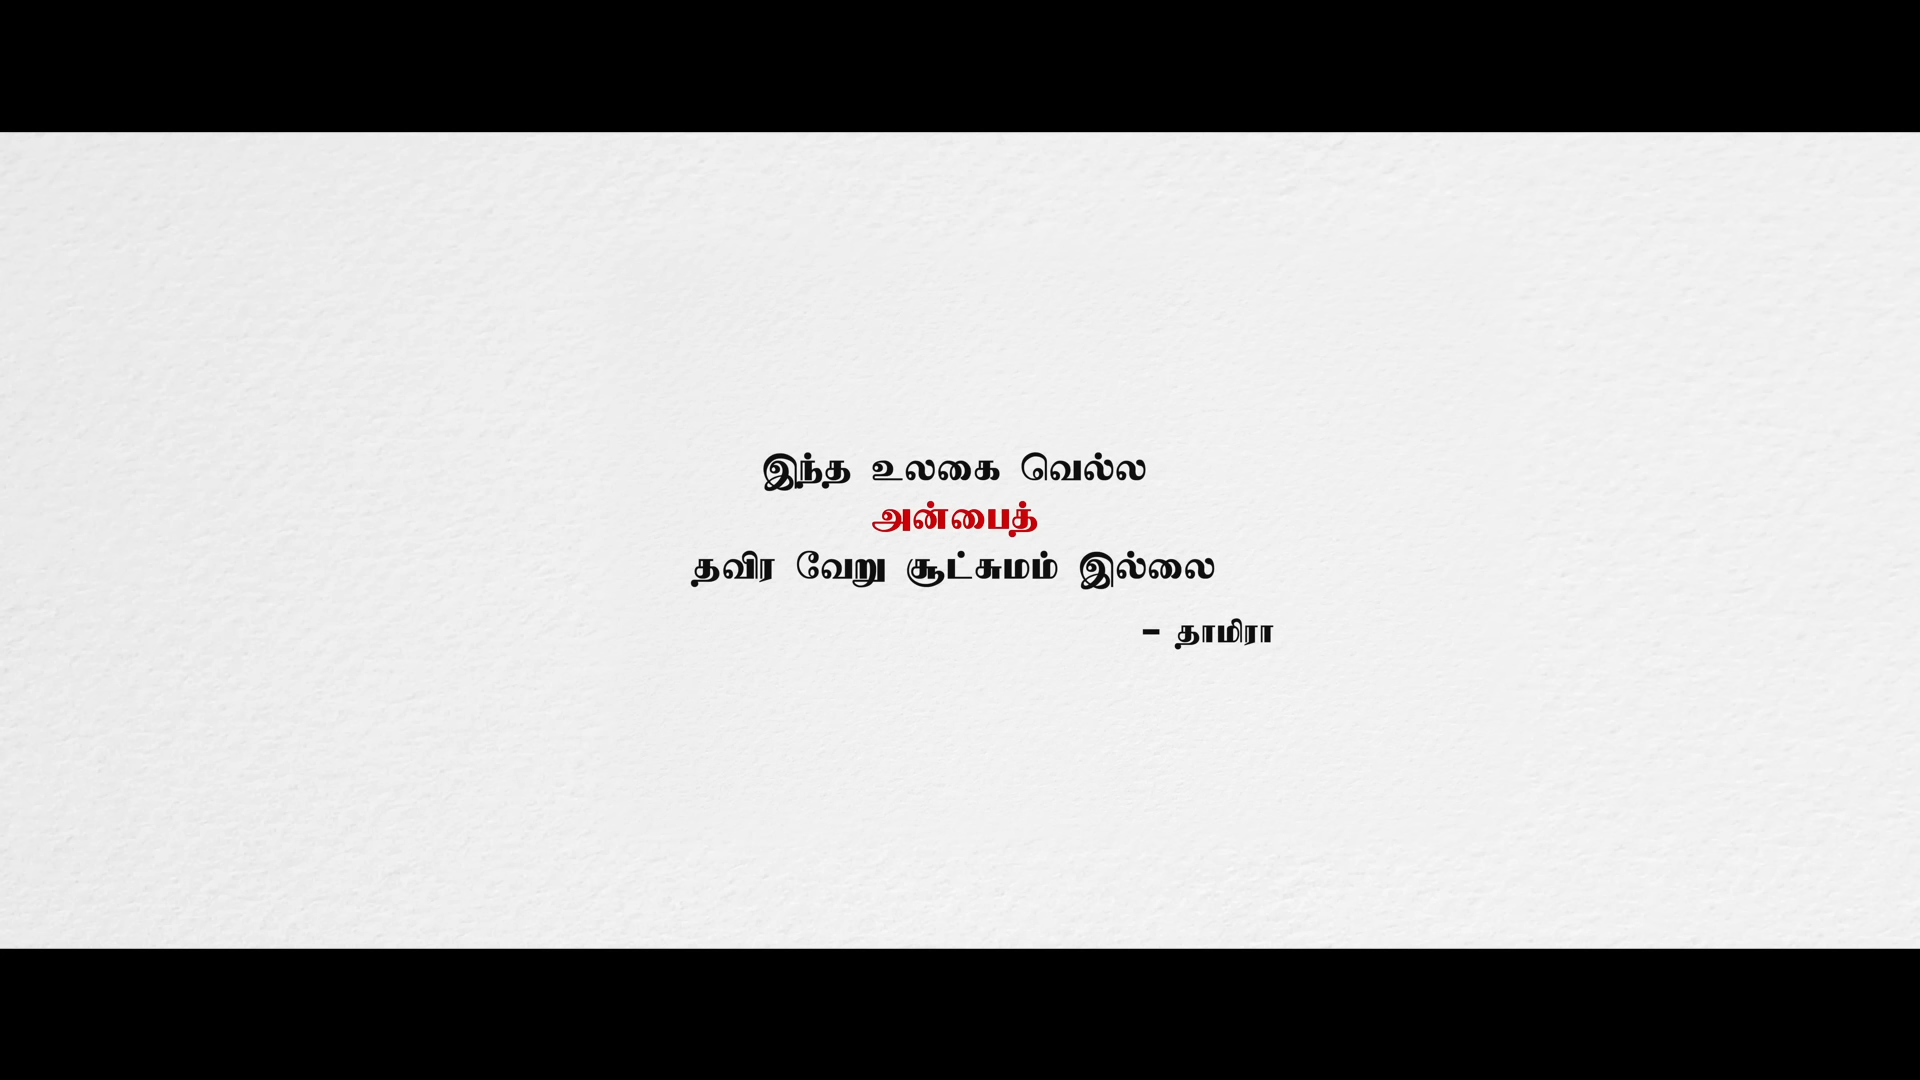 இந்த உலகை வெல்ல
அன்பைத்
தவிர வேறு சூட்சுமம் இல்லை
- தாமிரா